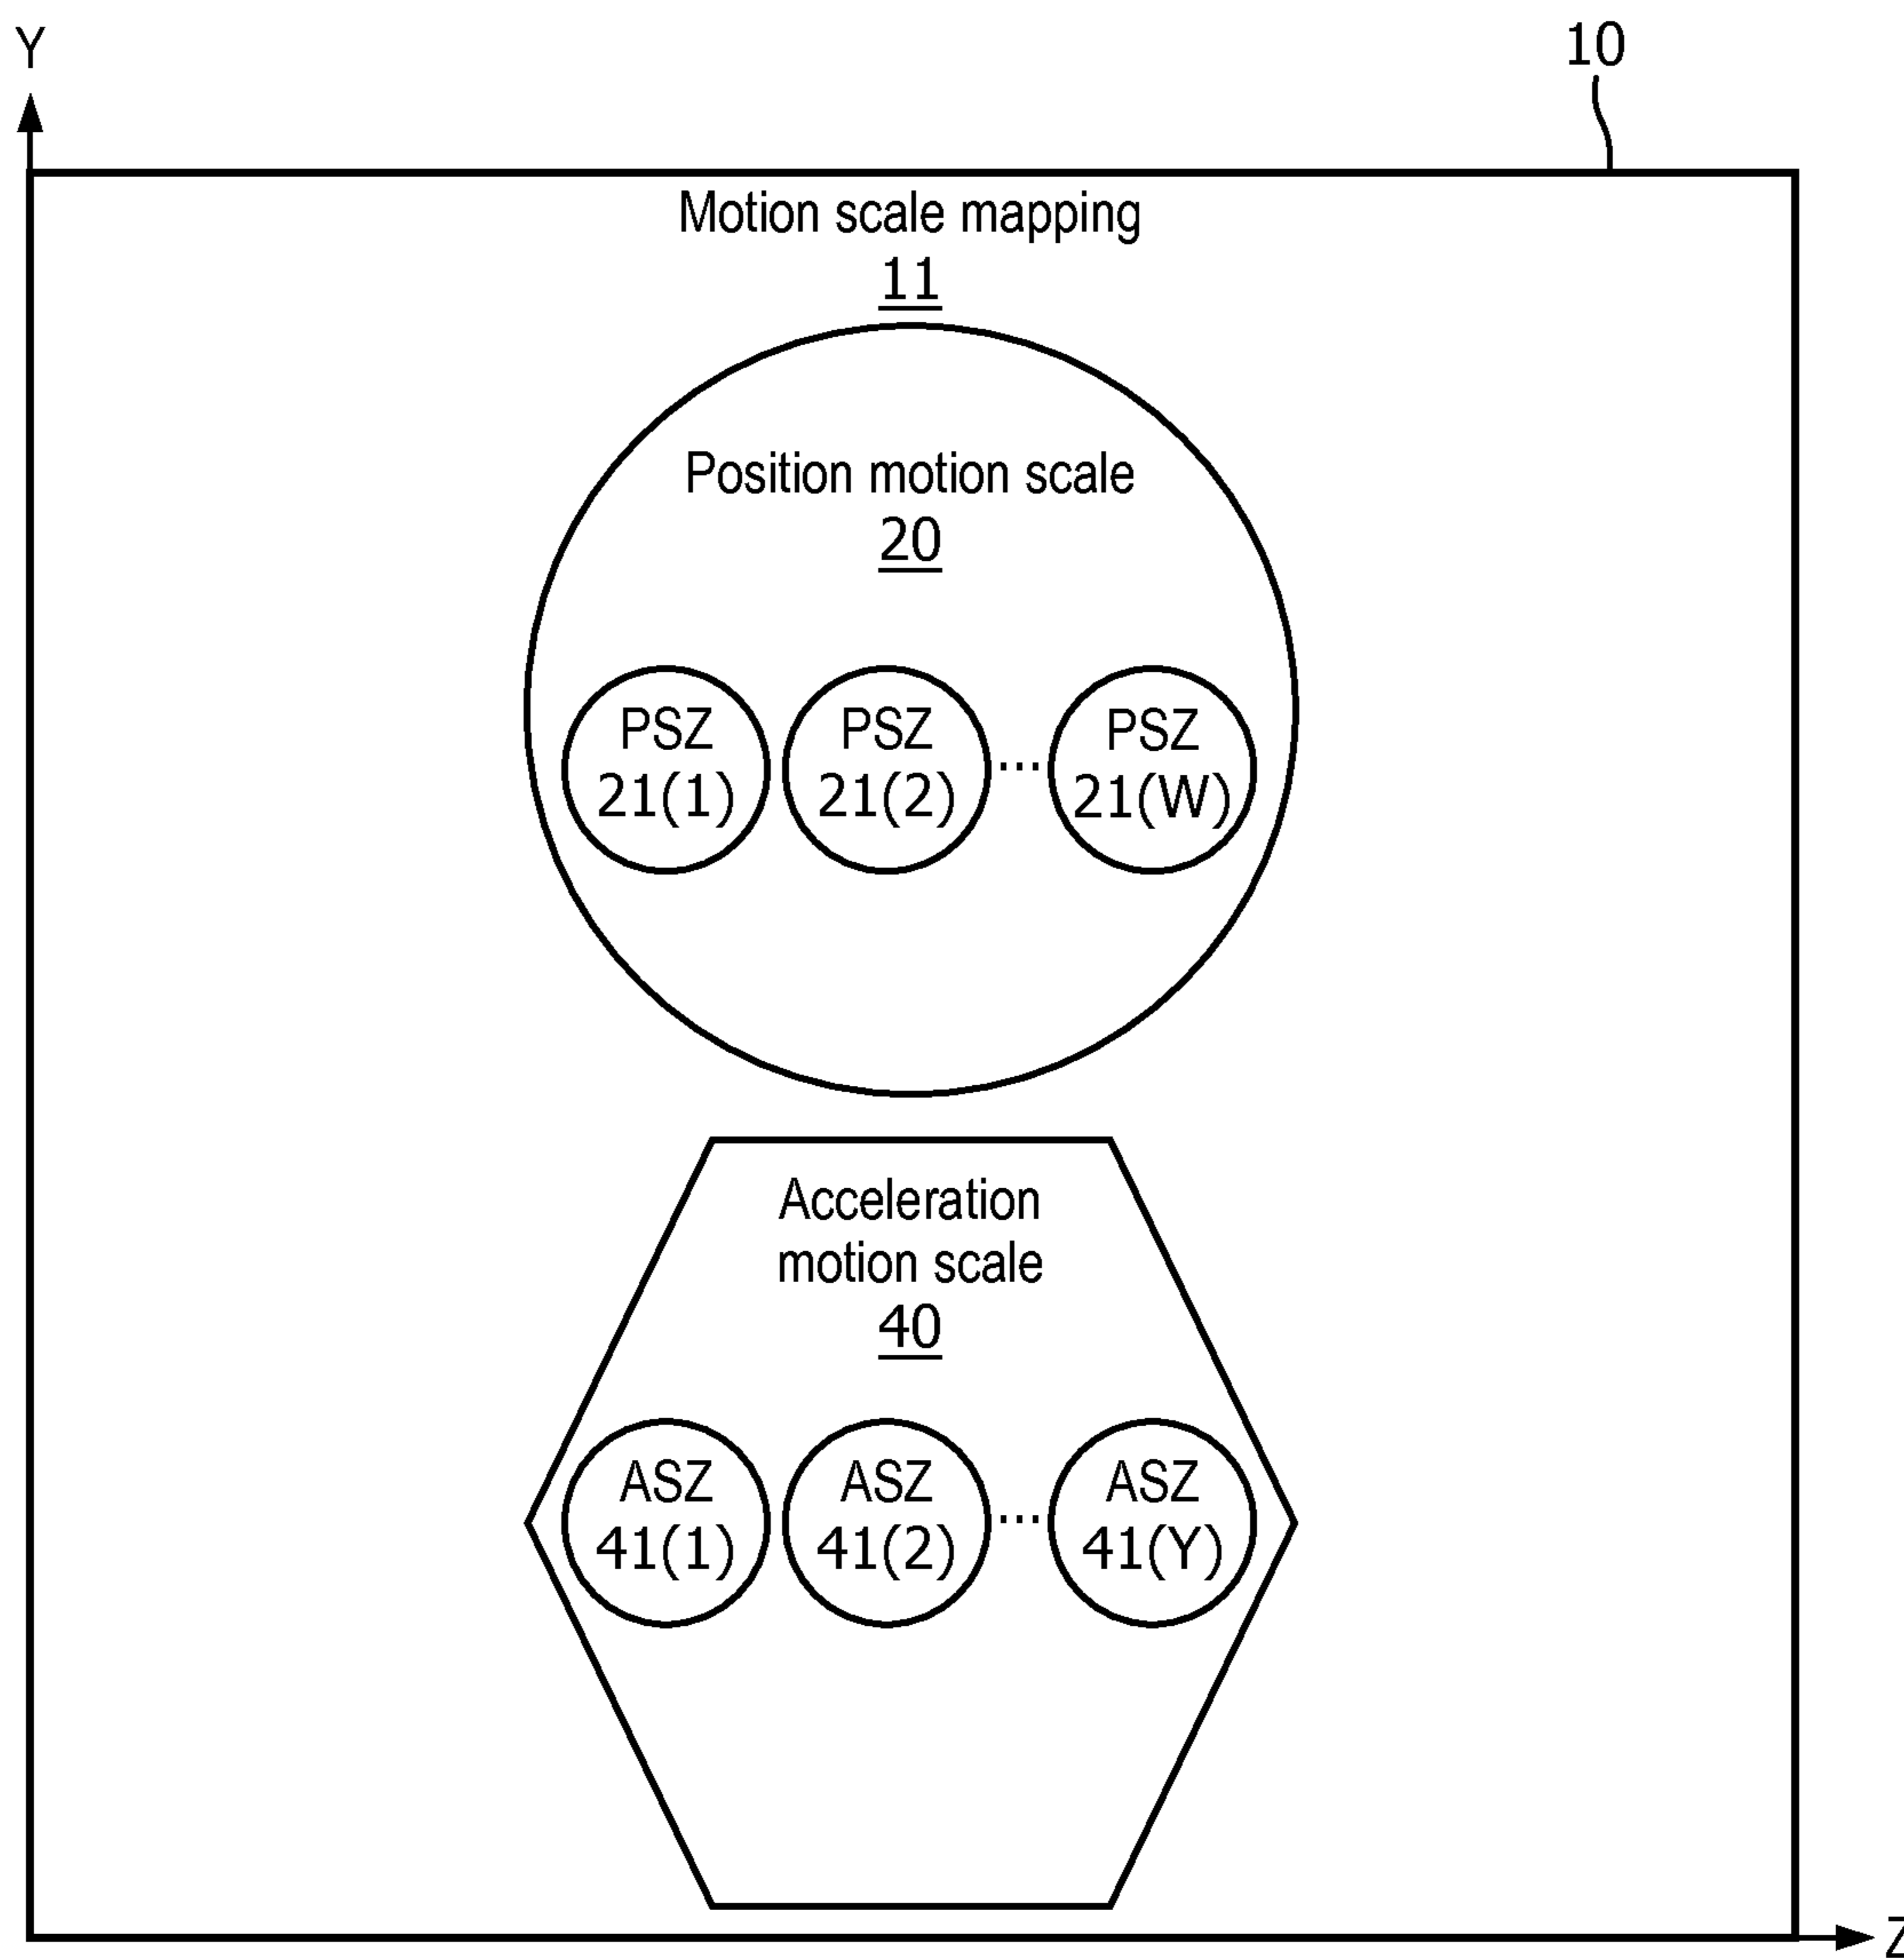 Y
10
Motion scale mapping
11
Position motion scale
20
PSZ
21(1)
PSZ
21(2)
...
PSZ
21(W)
Acceleration
motion scale
40
ASZ
41(1)
ASZ
41(2)
...
ASZ
41(Y)
Z